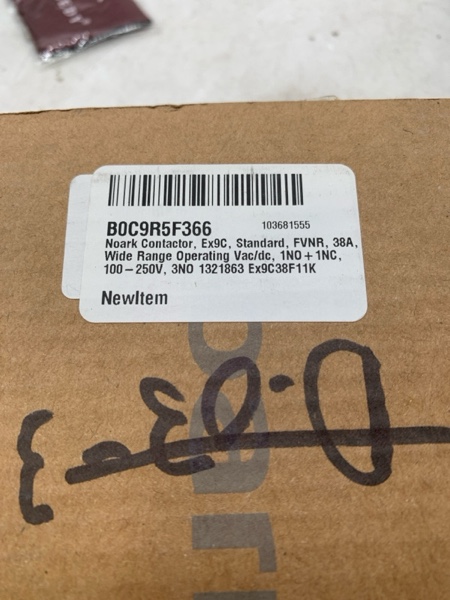 B0C9R5F366 103681555
Noark Contactor, Ex9C, Standard, FVNR, 38A,
Wide Range Operating Vac/dc, 1NO+1NC,
100-250V, 3NO 1321863 Ex9C38F11K
NewItem